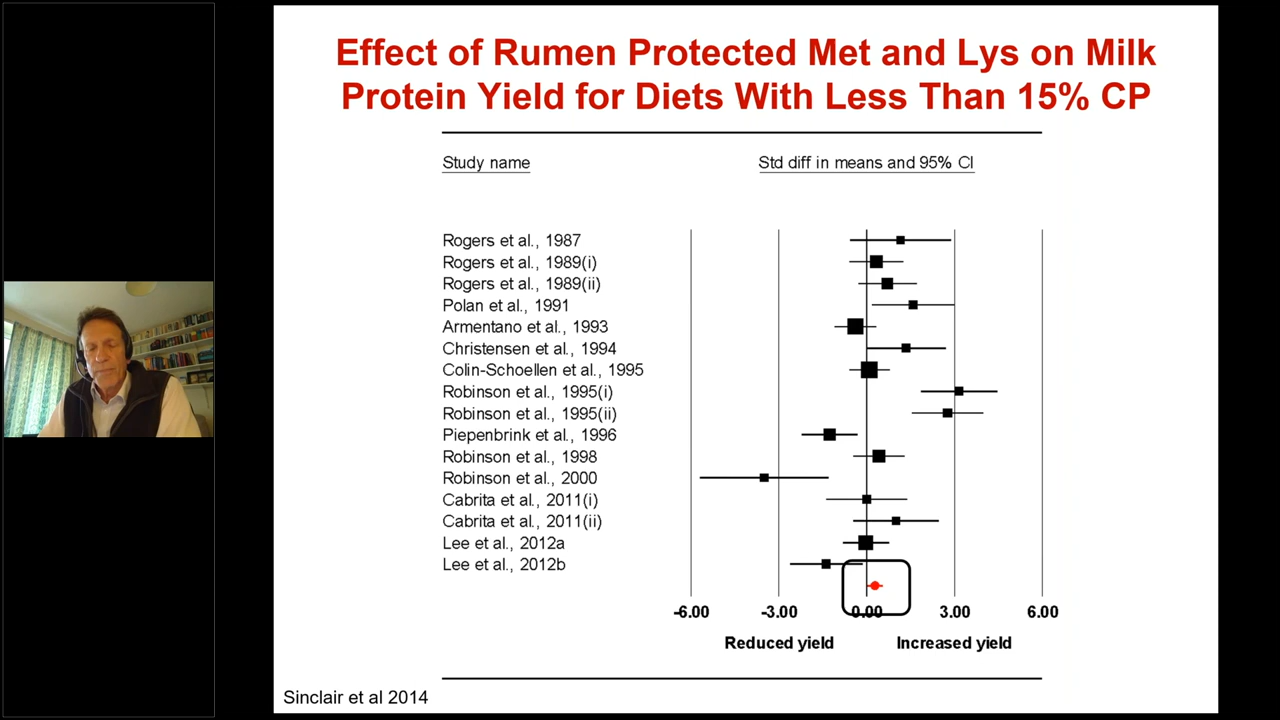 Effect of Rumen Protected Met and Lys on Milk
Protein Yield for Diets With Less Than 15% CP
Study name
Std diff in means and 95% CI
Rogers et al., 1987
Rogers et al., 1989(i)
Rogers et al., 1989(ii)
Polan et al., 1991
Armentano et al., 1993
Christensen et al., 1994
Colin-Schoellen et al., 1995
Robinson et al., 1995(i)
Robinson et al., 1995(ii)
Piepenbrink et al., 1996
Robinson et al., 1998
Robinson et al., 2000
Cabrita et al., 2011(i)
Cabrita et al., 2011(ii)
Lee et al., 2012a
Lee et al., 2012b
-6.00 -3.00 0.00 3.00 6.00
Reduced yield Increased yield
Sinclair et al 2014